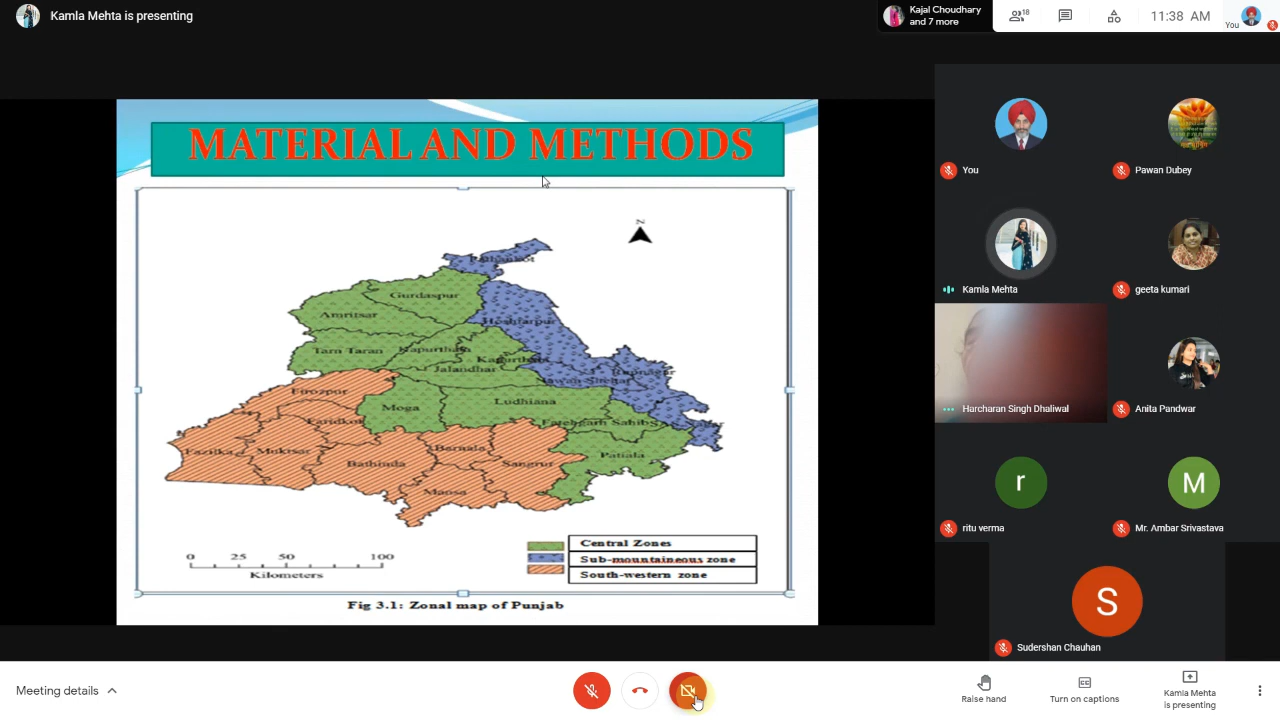 Kamla Mehta is presenting
Kajal Choudhary
and 7 more
18
11:38 AM
You
MATERIAL AND METHODS
N
Pathankot
Gurdaspur
Amritsar
Hoshiarpur
Tarn Taran
Kapurthala
Kapurthala
Jalandhar
Rupnagar
Firozpur
Moga
Ludhiana
Faridkot
Fatehgarh Sahib
Fazilka
Muktsar
Barnala
Patiala
Bathinda
Sangrur
Mansa
0 25 50 100
Kilometers
Central Zones
Sub-mountaineous zone
South-western zone
Fig 3.1: Zonal map of Punjab
You
Pawan Dubey
Kamla Mehta
geeta kumari
Harcharan Singh Dhaliwal
Anita Pandwar
r
M
ritu verma
Mr. Ambar Srivastava
S
Sudershan Chauhan
Meeting details
Raise hand
Turn on captions
Kamla Mehta
is presenting